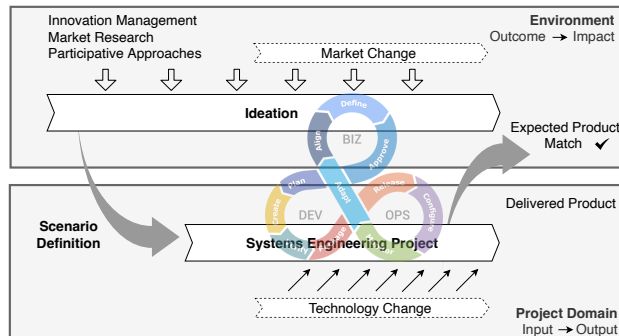 Innovation Management
Market Research
Participative Approaches
Market Change
Environment
Outcome → Impact
Ideation
Define
Align
BIZ
Approve
Expected Product
Match ✔
Plan
Adapt
Release
Create
DEV
OPS
Configure
Delivered Product
Scenario
Definition
Systems Engineering Project
Technology Change
Project Domain
Input → Output